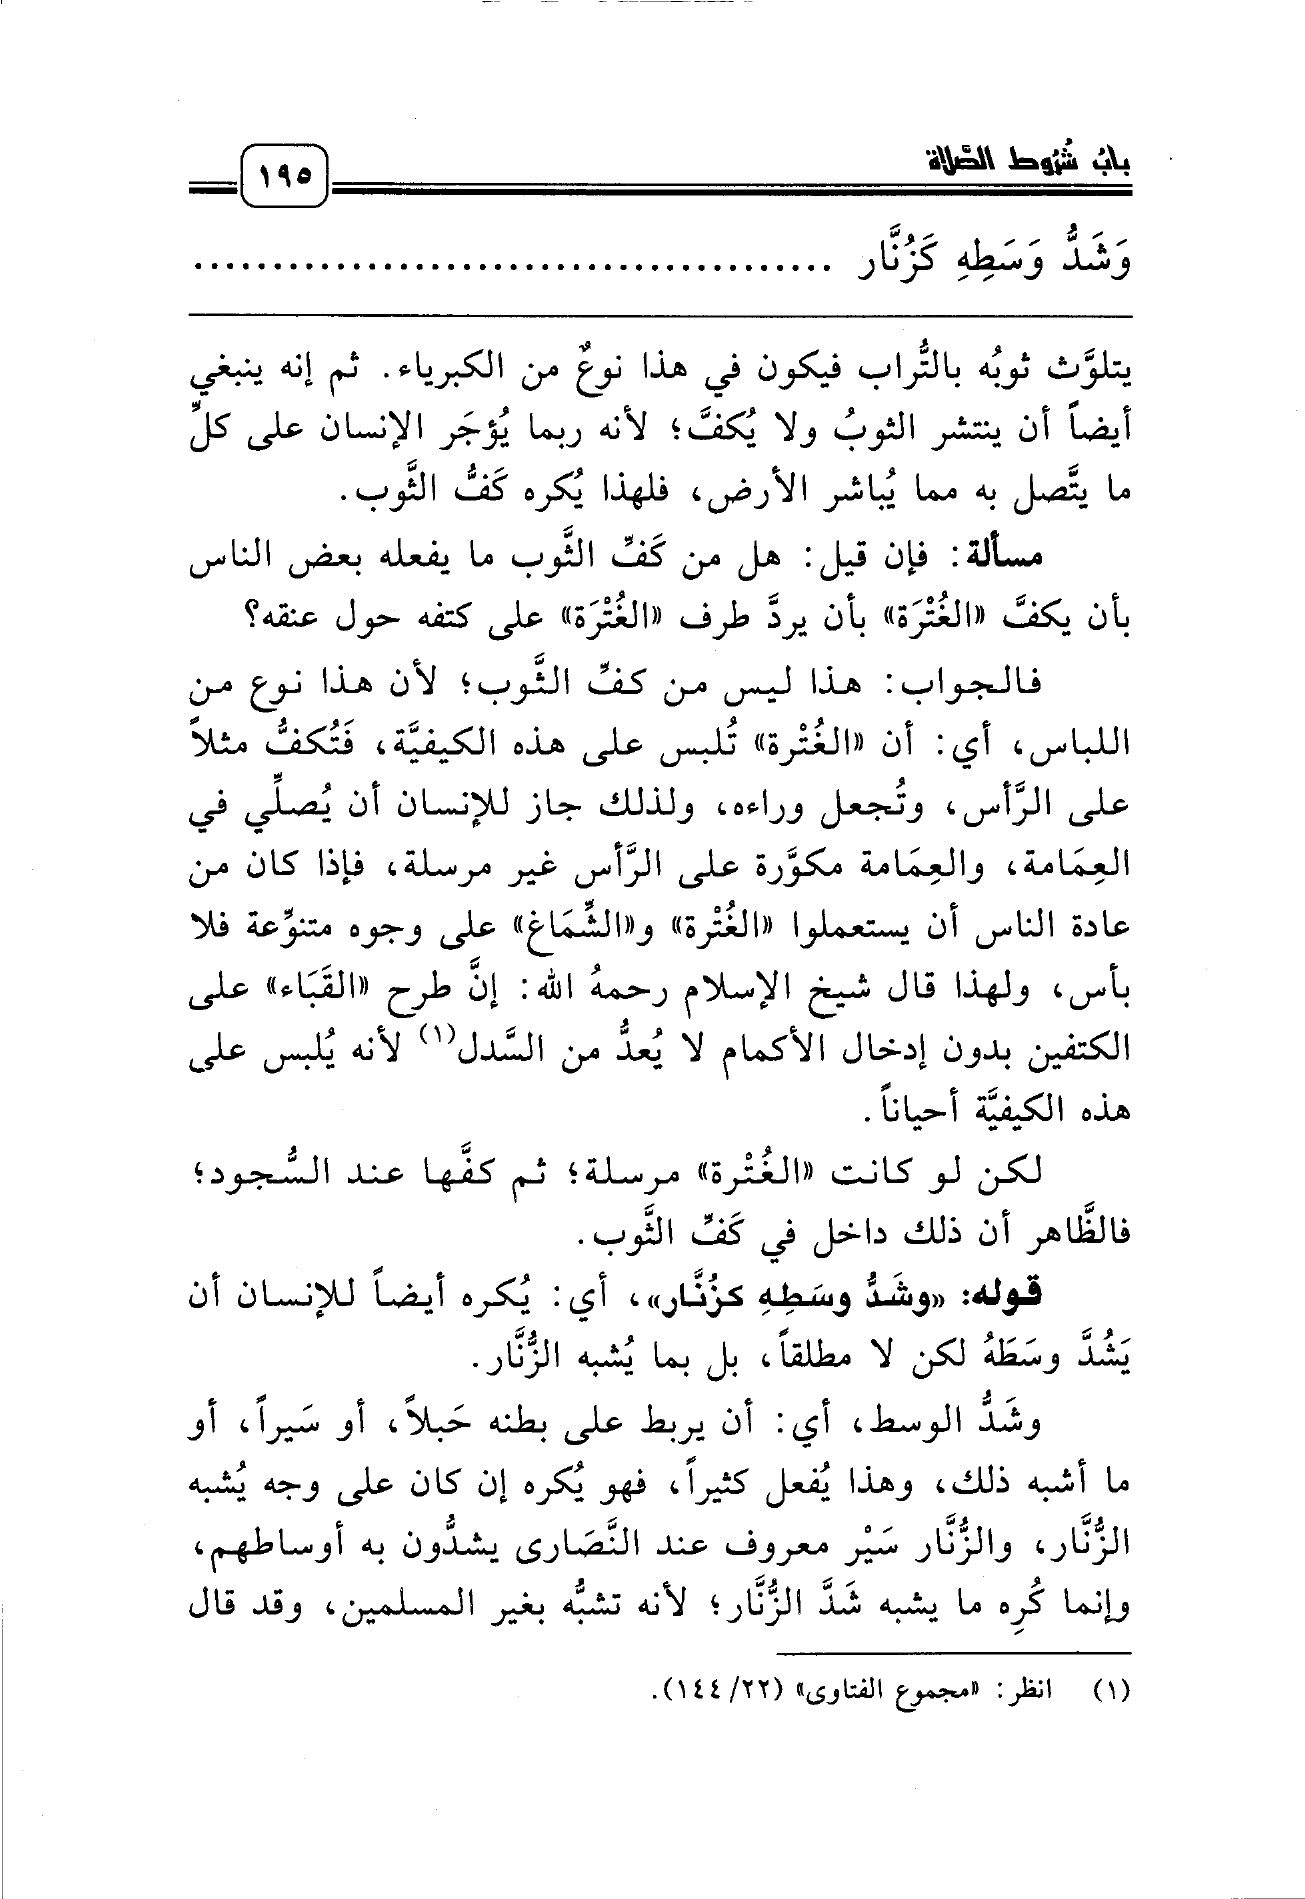 باب شُرُوط الصَّلاة
١٩٥
وَشَدُّ وَسَطِهِ كَزُنَّار ........................................
يتلوَّث ثوبُه بالتُّراب فيكون في هذا نوعٌ من الكبرياء. ثم إنه ينبغي
أيضاً أن ينتشر الثوبُ ولا يُكفَّ؛ لأنه ربما يُؤجَر الإنسان على كلِّ
ما يتَّصل به مما يُباشر الأرض، فلهذا يُكره كَفُّ الثَّوب.
مسألة: فإن قيل: هل من كَفِّ الثَّوب ما يفعله بعض الناس
بأن يكفَّ «الغُتْرَة» بأن يردَّ طرف «الغُتْرَة» على كتفه حول عنقه؟
فالجواب: هذا ليس من كفِّ الثَّوب؛ لأن هذا نوع من
اللباس، أي: أن «الغُتْرة» تُلبس على هذه الكيفيَّة، فَتُكفُّ مثلاً
على الرَّأس، وتُجعل وراءه، ولذلك جاز للإنسان أن يُصلِّي في
العِمَامة، والعِمَامة مكوَّرة على الرَّأس غير مرسلة، فإذا كان من
عادة الناس أن يستعملوا «الغُتْرة» و«الشِّمَاغ» على وجوه متنوِّعة فلا
بأس، ولهذا قال شيخ الإسلام رحمهُ الله: إنَّ طرح «القَبَاء» على
الكتفين بدون إدخال الأكمام لا يُعدُّ من السَّدل(١) لأنه يُلبس على
هذه الكيفيَّة أحياناً.
لكن لو كانت «الغُتْرة» مرسلة؛ ثم كفَّها عند السُّجود؛
فالظَّاهر أن ذلك داخل في كَفِّ الثَّوب.
قوله: «وشَدُّ وسَطِهِ كزُنَّار»، أي: يُكره أيضاً للإنسان أن
يَشُدَّ وسَطَهُ لكن لا مطلقاً، بل بما يُشبه الزُّنَّار.
وشَدُّ الوسط، أي: أن يربط على بطنه حَبلاً، أو سَيراً، أو
ما أشبه ذلك، وهذا يُفعل كثيراً، فهو يُكره إن كان على وجه يُشبه
الزُّنَّار، والزُّنَّار سَيْر معروف عند النَّصَارى يشدُّون به أوساطهم،
وإنما كُرِه ما يشبه شَدَّ الزُّنَّار؛ لأنه تشبُّه بغير المسلمين، وقد قال
(١) انظر: «مجموع الفتاوى» (٢٢/ ١٤٤).